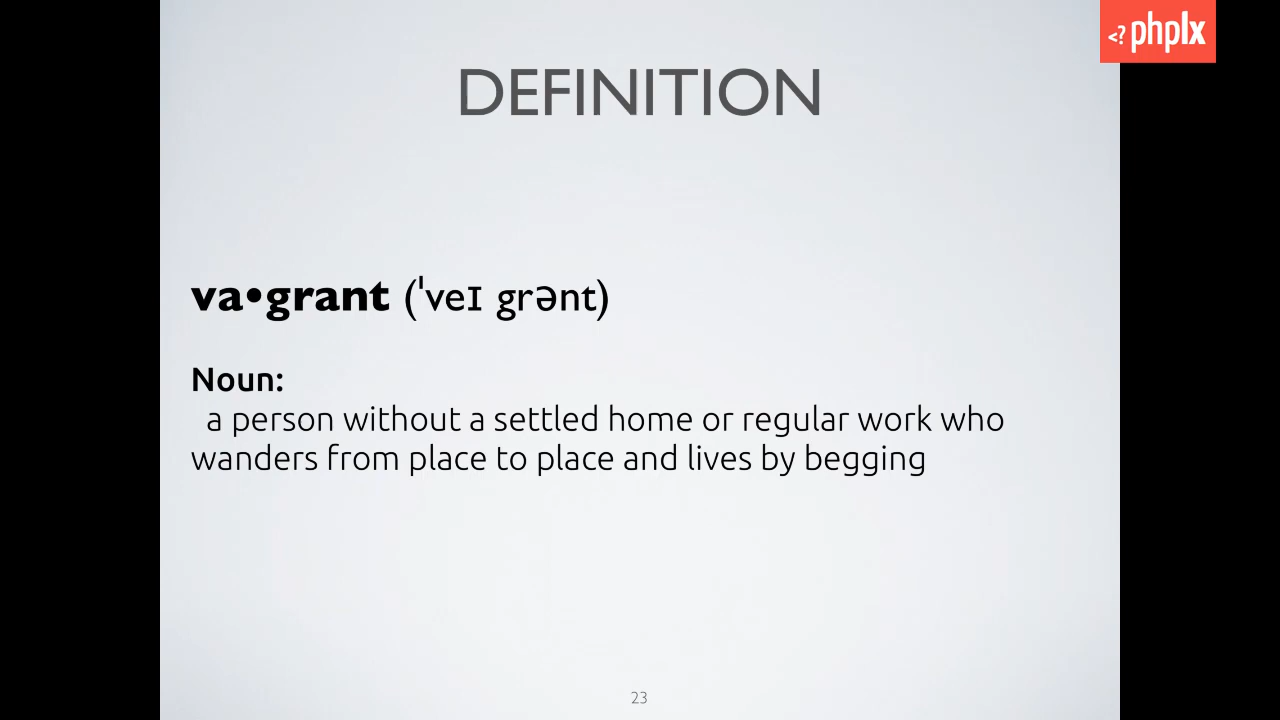 <? phplx
DEFINITION
va•grant (ˈveɪ grənt)
Noun:
a person without a settled home or regular work who
wanders from place to place and lives by begging
23